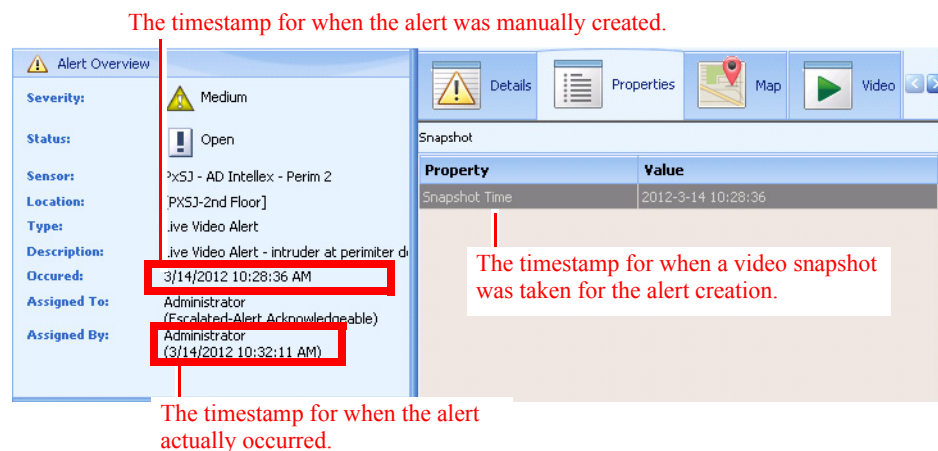 The timestamp for when the alert was manually created.
Alert Overview
Severity: Medium
Status: Open
Sensor: PxSJ - AD Intellex - Perim 2
Location: [PXSJ-2nd Floor]
Type: Live Video Alert
Description: Live Video Alert - intruder at perimiter d
Occured: 3/14/2012 10:28:36 AM
Assigned To: Administrator
(Escalated-Alert Acknowledgeable)
Assigned By: Administrator
(3/14/2012 10:32:11 AM)
Details Properties Map Video
Snapshot
Property Value
Snapshot Time 2012-3-14 10:28:36
The timestamp for when a video snapshot
was taken for the alert creation.
The timestamp for when the alert
actually occurred.